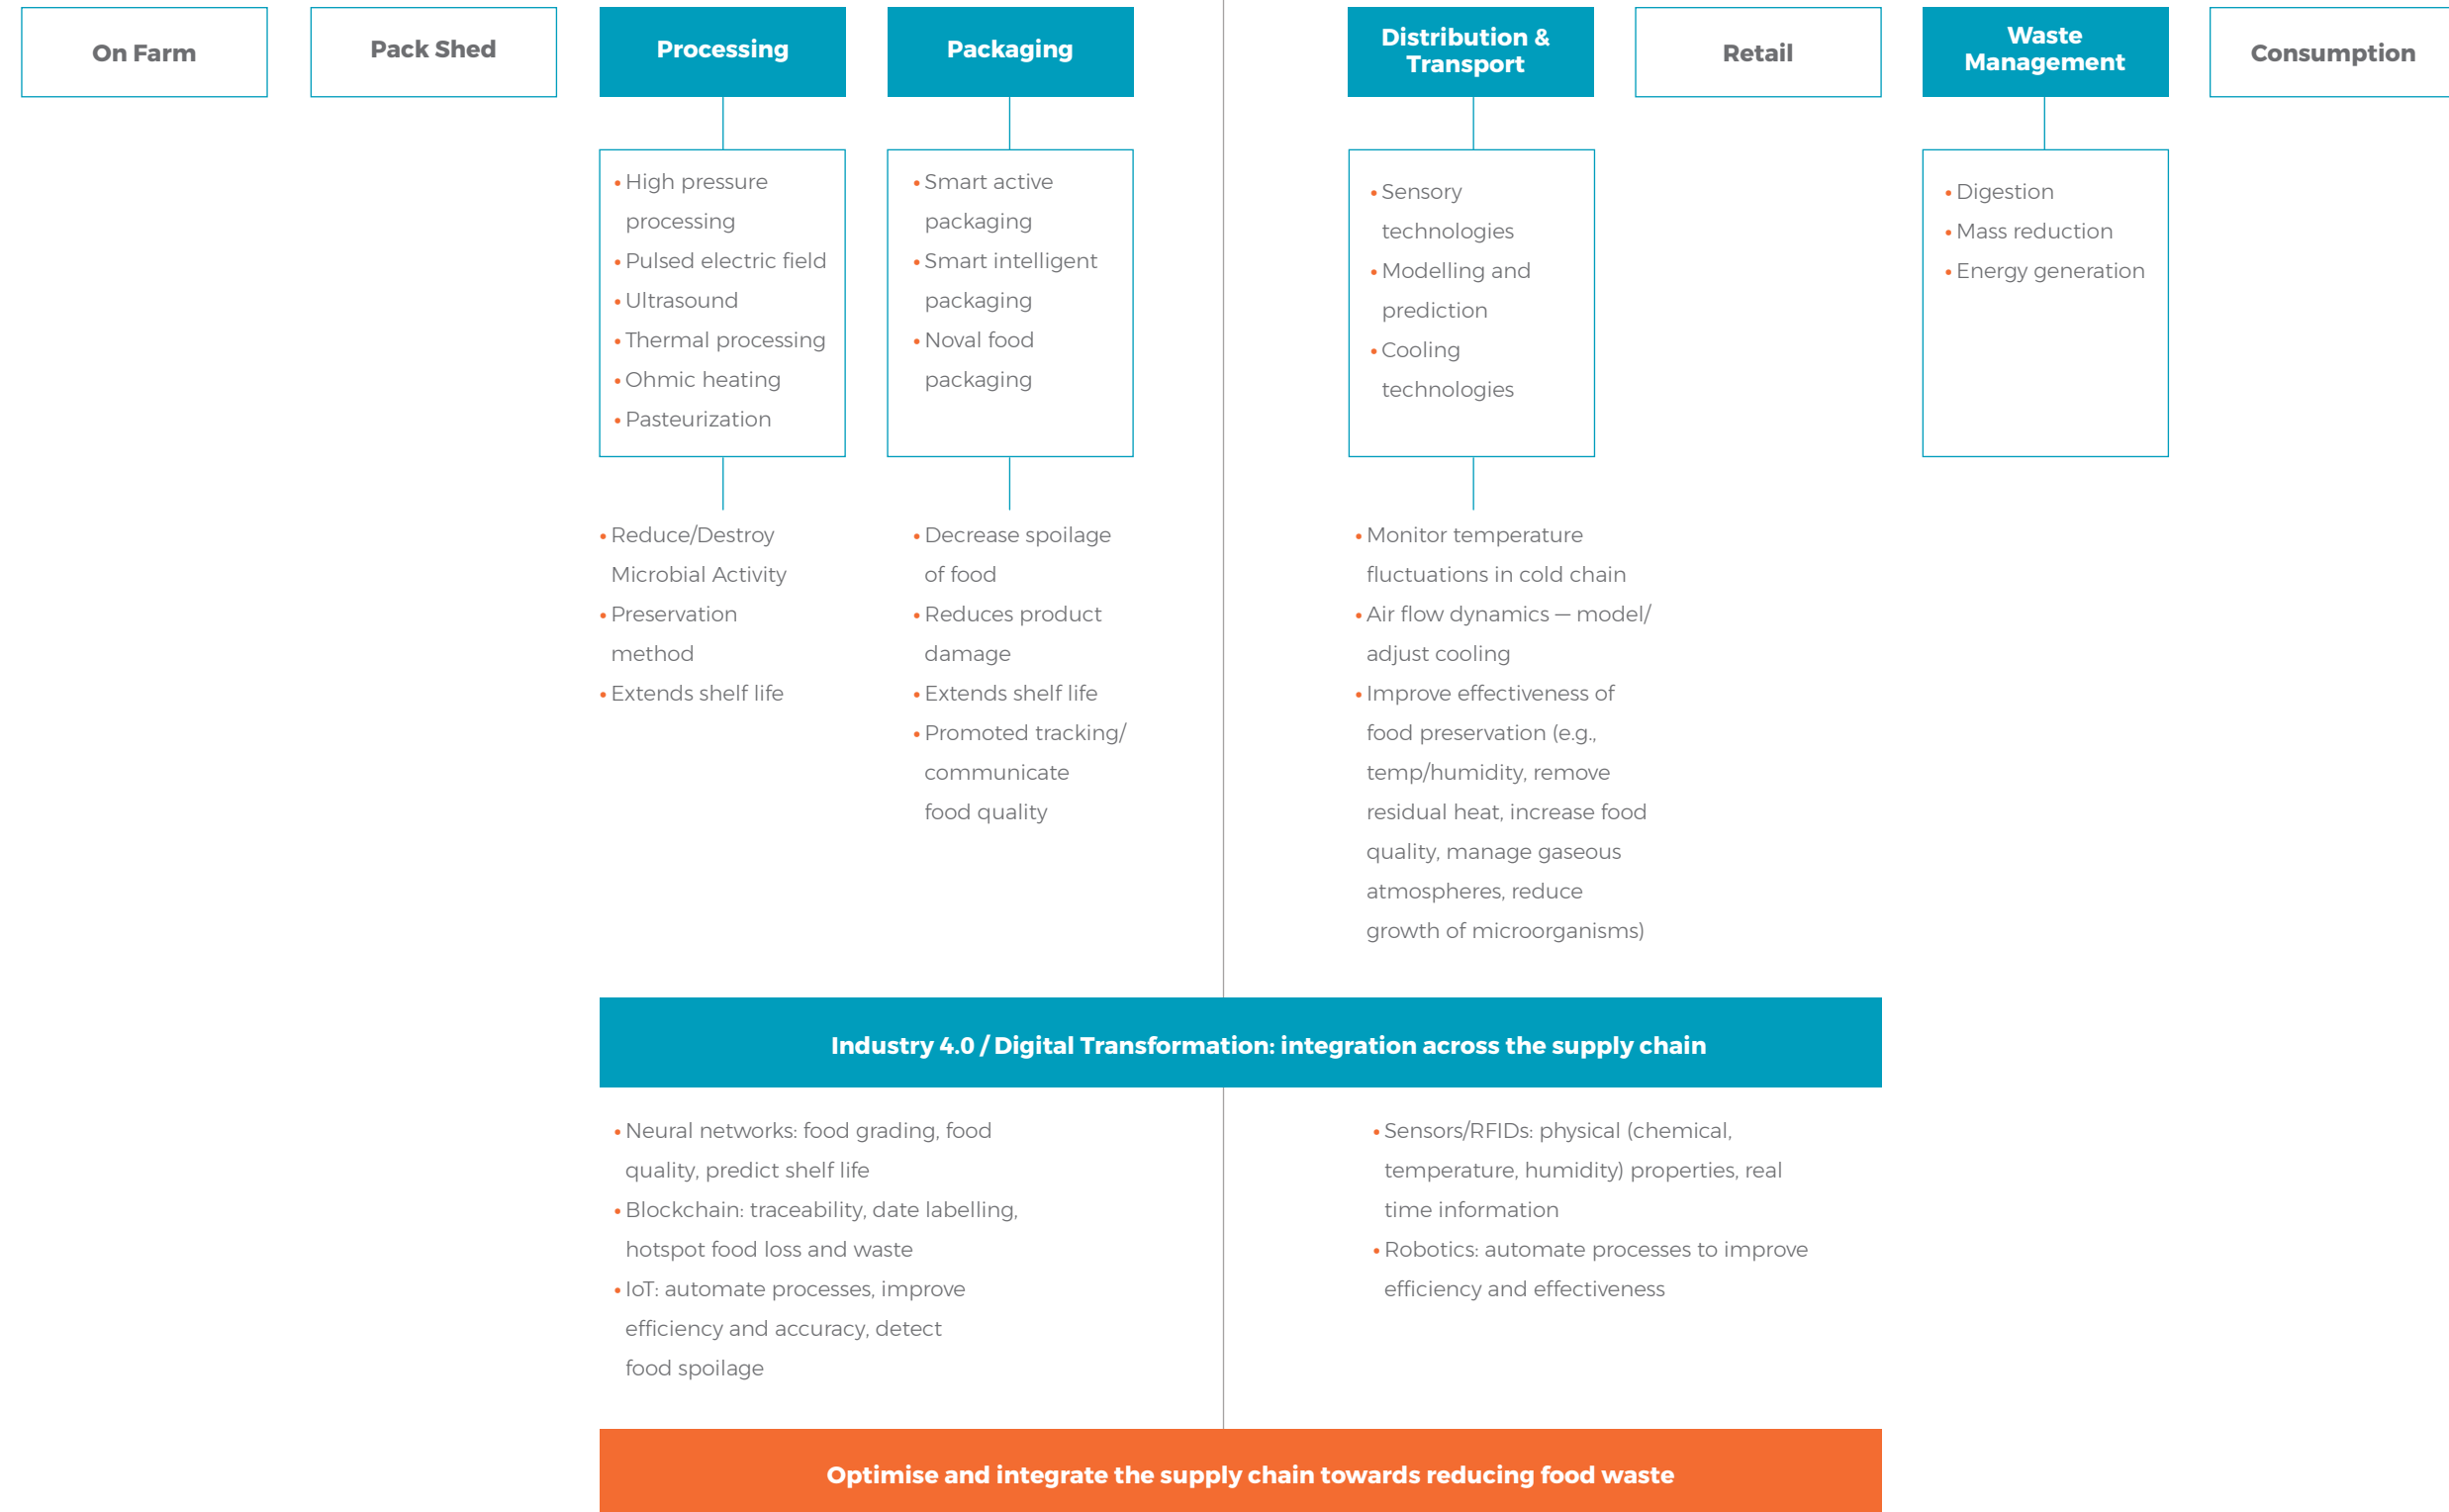 On Farm
Pack Shed
Processing
Packaging
Distribution &
Transport
Retail
Waste
Management
Consumption
• High pressure
processing
• Pulsed electric field
• Ultrasound
• Thermal processing
• Ohmic heating
• Pasteurization
• Smart active
packaging
• Smart intelligent
packaging
• Noval food
packaging
• Sensory
technologies
• Modelling and
prediction
• Cooling
technologies
• Digestion
• Mass reduction
• Energy generation
• Reduce/Destroy
Microbial Activity
• Preservation
method
• Extends shelf life
• Decrease spoilage
of food
• Reduces product
damage
• Extends shelf life
• Promoted tracking/
communicate
food quality
• Monitor temperature
fluctuations in cold chain
• Air flow dynamics — model/
adjust cooling
• Improve effectiveness of
food preservation (e.g.,
temp/humidity, remove
residual heat, increase food
quality, manage gaseous
atmospheres, reduce
growth of microorganisms)
Industry 4.0 / Digital Transformation: integration across the supply chain
• Neural networks: food grading, food
quality, predict shelf life
• Blockchain: traceability, date labelling,
hotspot food loss and waste
• IoT: automate processes, improve
efficiency and accuracy, detect
food spoilage
• Sensors/RFIDs: physical (chemical,
temperature, humidity) properties, real
time information
• Robotics: automate processes to improve
efficiency and effectiveness
Optimise and integrate the supply chain towards reducing food waste